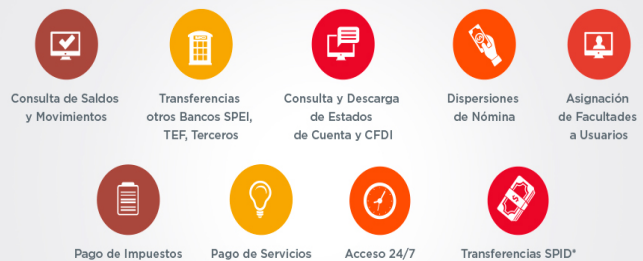 Consulta de Saldos
y Movimientos
Transferencias
otros Bancos SPEI,
TEF, Terceros
Consulta y Descarga
de Estados
de Cuenta y CFDI
Dispersiones
de Nómina
Asignación
de Facultades
a Usuarios
Pago de Impuestos
Pago de Servicios
Acceso 24/7
Transferencias SPID*